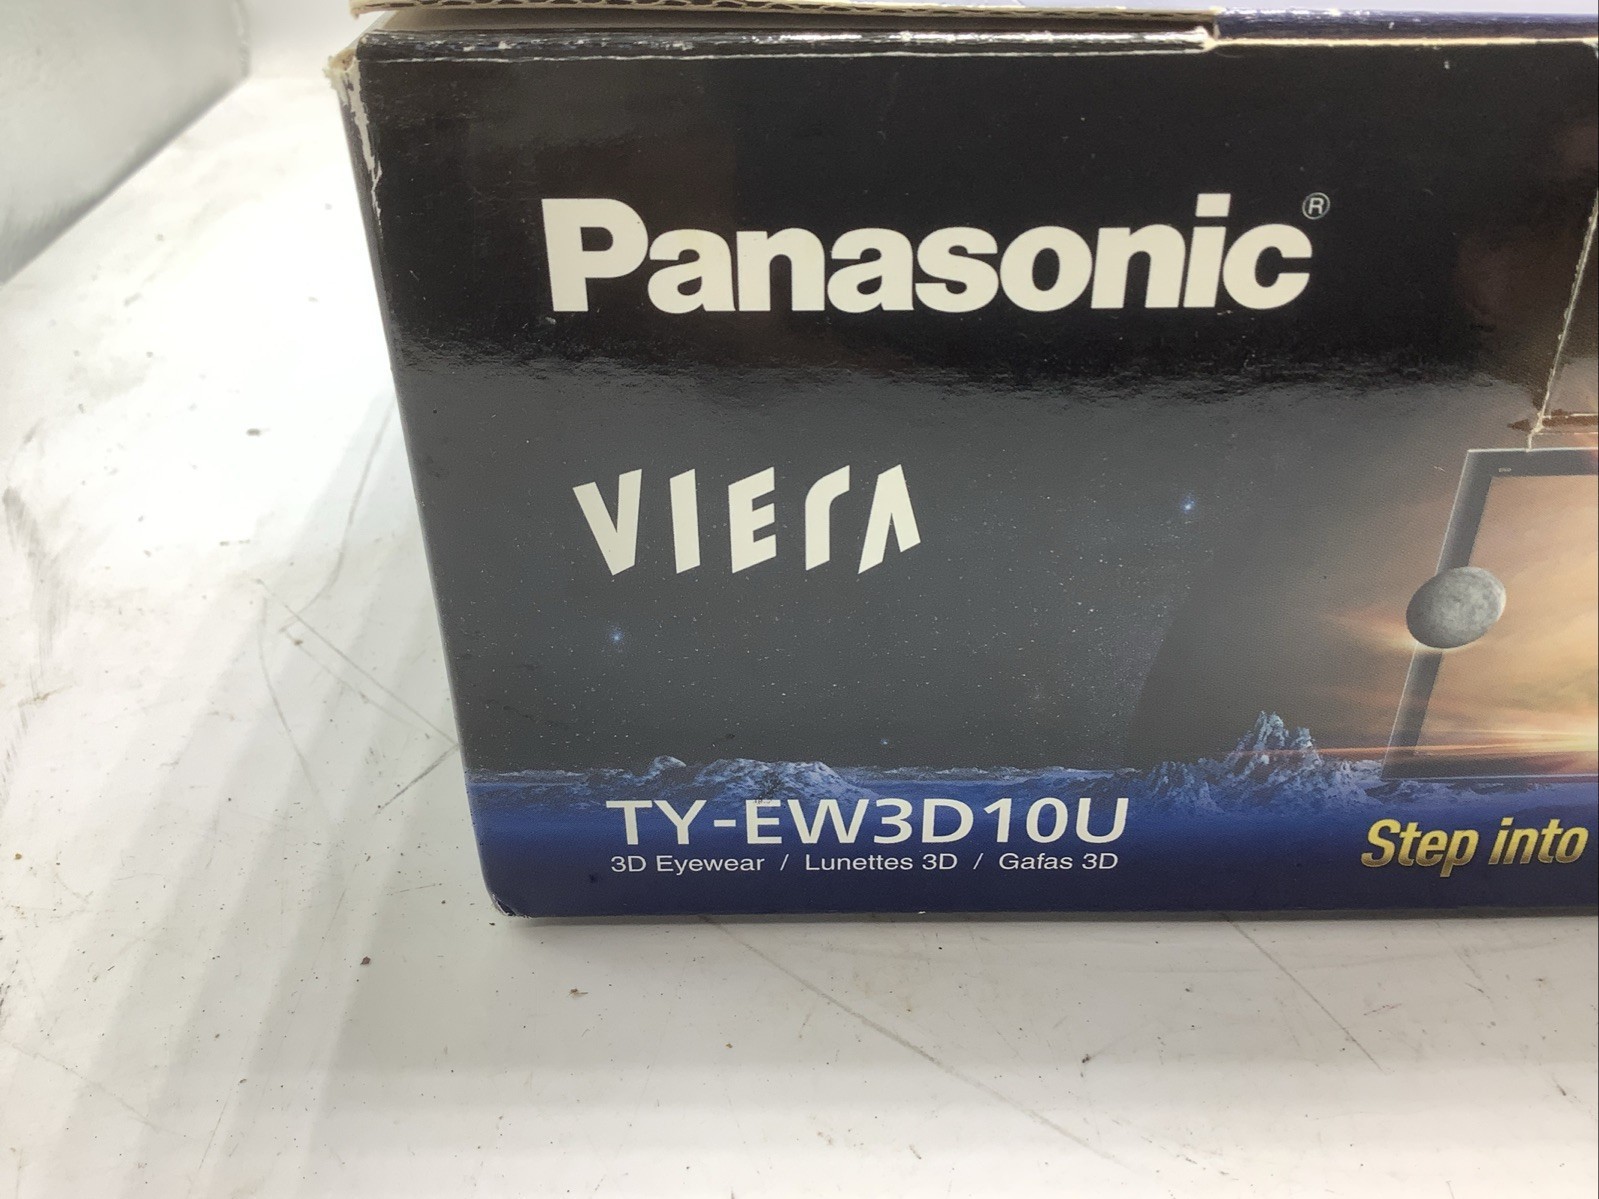 Panasonic®
VIERA
TY-EW3D10U
3D Eyewear / Lunettes 3D / Gafas 3D
Step into